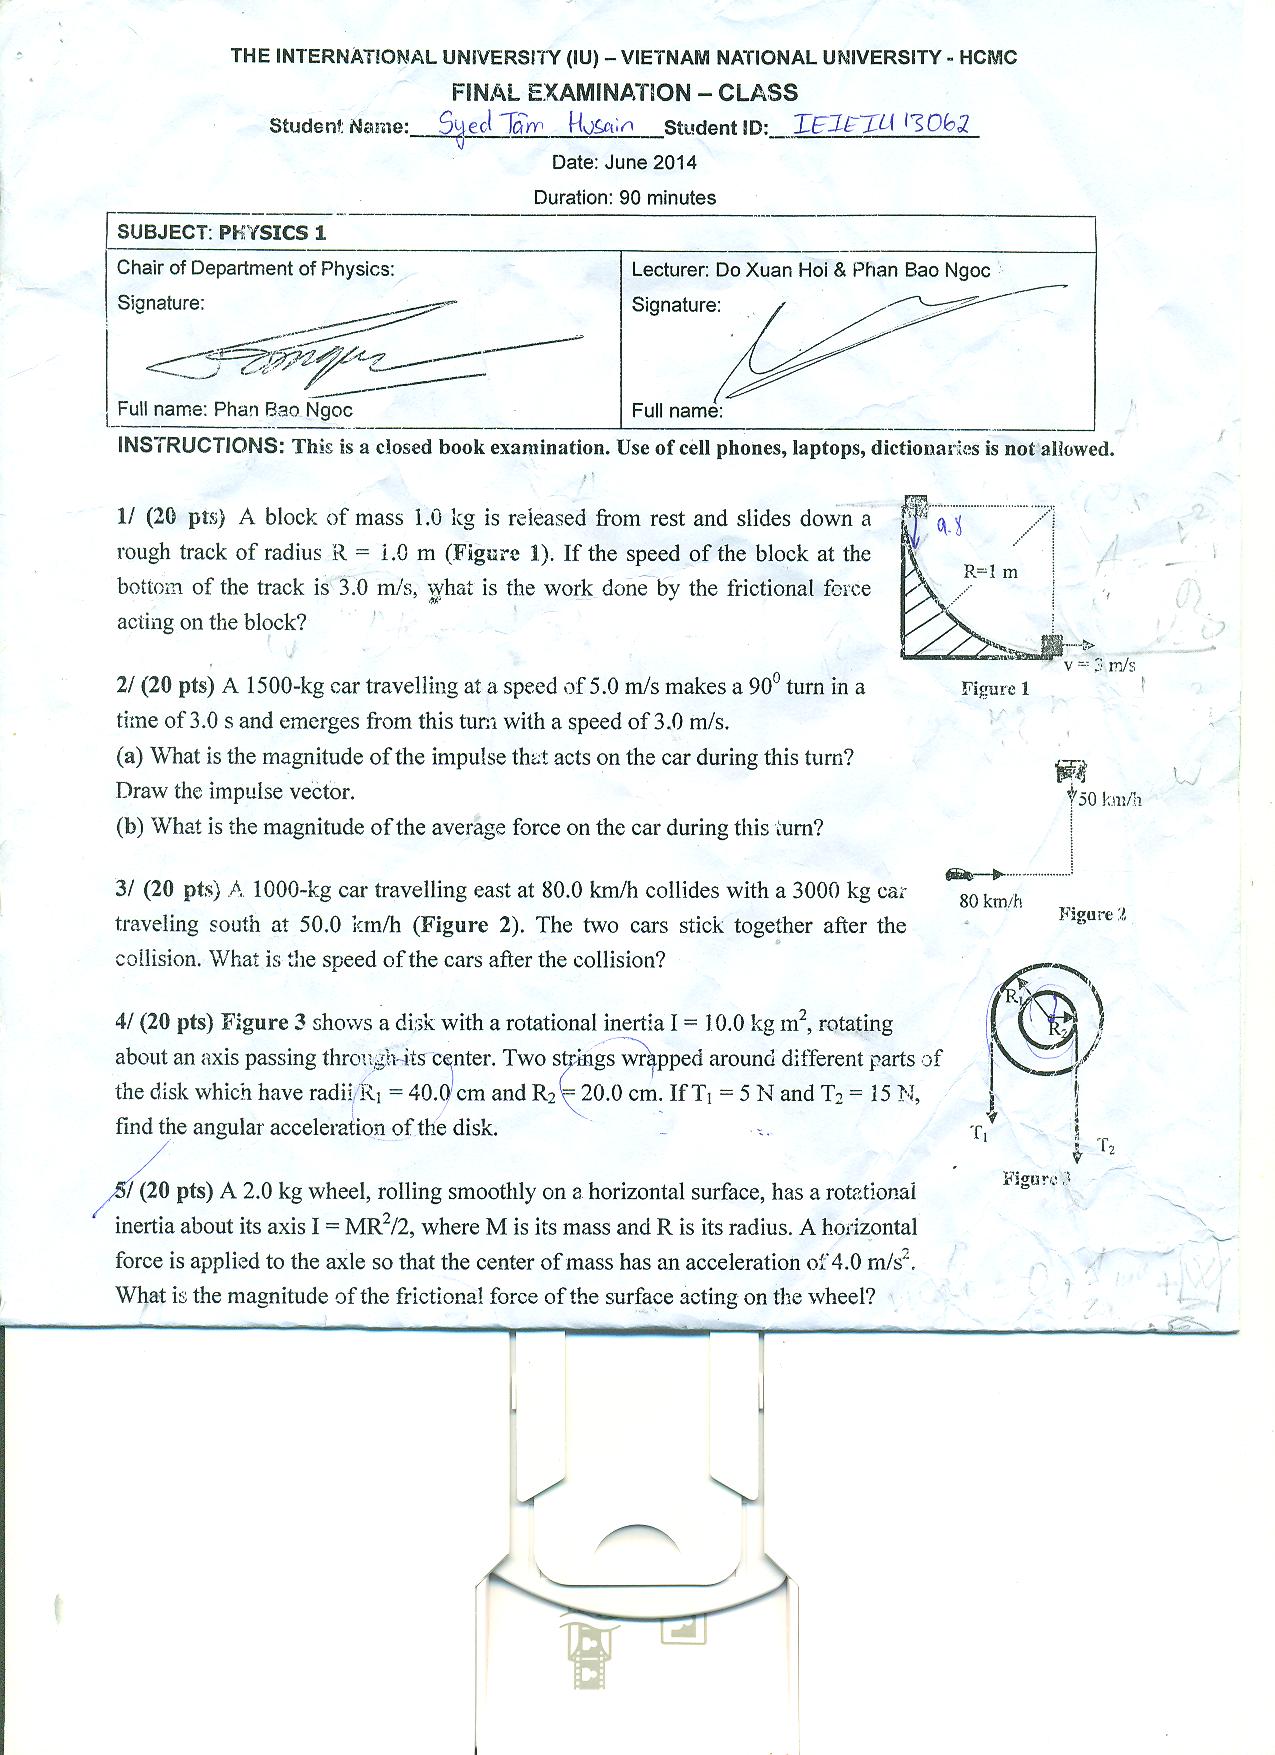 THE INTERNATIONAL UNIVERSITY (IU) – VIETNAM NATIONAL UNIVERSITY - HCMC
FINAL EXAMINATION – CLASS
Student Name: Syed Tâm Husain Student ID: IEIEIU13062
Date: June 2014
Duration: 90 minutes
SUBJECT: PHYSICS 1
Chair of Department of Physics:
Signature:
Full name: Phan Bao Ngoc
Lecturer: Do Xuan Hoi & Phan Bao Ngoc
Signature:
Full name:
INSTRUCTIONS: This is a closed book examination. Use of cell phones, laptops, dictionaries is not allowed.
1/ (20 pts) A block of mass 1.0 kg is released from rest and slides down a
rough track of radius R = 1.0 m (Figure 1). If the speed of the block at the
bottom of the track is 3.0 m/s, what is the work done by the frictional force
acting on the block?
9.8
R=1 m
v = 3 m/s
Figure 1
2/ (20 pts) A 1500-kg car travelling at a speed of 5.0 m/s makes a 90⁰ turn in a
time of 3.0 s and emerges from this turn with a speed of 3.0 m/s.
(a) What is the magnitude of the impulse that acts on the car during this turn?
Draw the impulse vector.
(b) What is the magnitude of the average force on the car during this turn?
50 km/h
80 km/h
Figure 2
3/ (20 pts) A 1000-kg car travelling east at 80.0 km/h collides with a 3000 kg car
traveling south at 50.0 km/h (Figure 2). The two cars stick together after the
collision. What is the speed of the cars after the collision?
4/ (20 pts) Figure 3 shows a disk with a rotational inertia I = 10.0 kg m², rotating
about an axis passing through its center. Two strings wrapped around different parts of
the disk which have radii R₁ = 40.0 cm and R₂ = 20.0 cm. If T₁ = 5 N and T₂ = 15 N,
find the angular acceleration of the disk.
R₁
R₂
T₁
T₂
Figure 3
5/ (20 pts) A 2.0 kg wheel, rolling smoothly on a horizontal surface, has a rotational
inertia about its axis I = MR²/2, where M is its mass and R is its radius. A horizontal
force is applied to the axle so that the center of mass has an acceleration of 4.0 m/s².
What is the magnitude of the frictional force of the surface acting on the wheel?